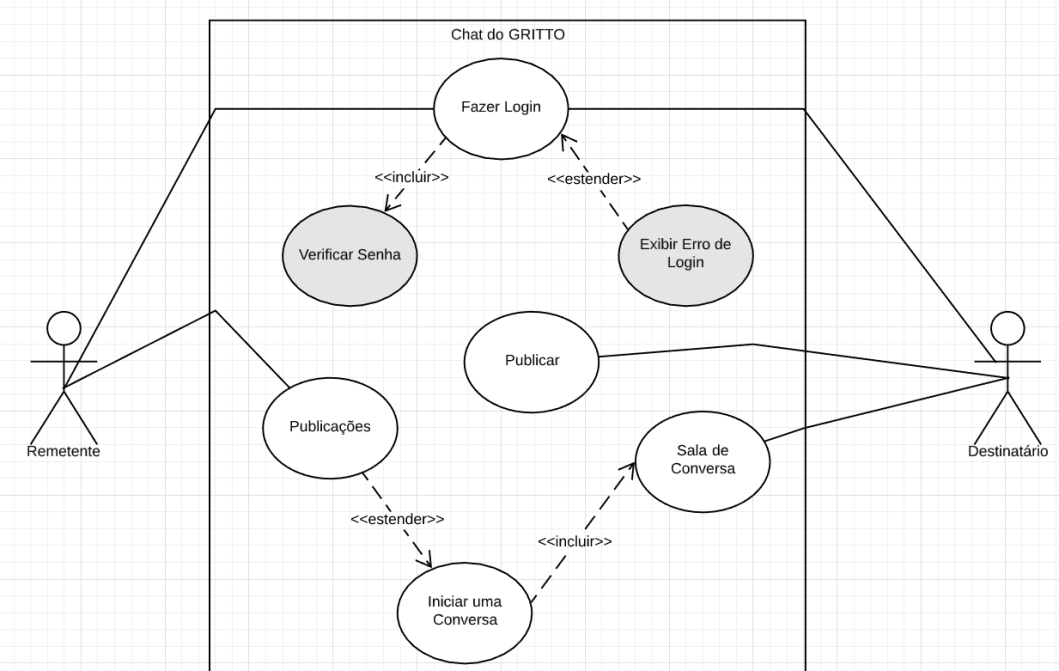 Chat do GRITTO
Fazer Login
<<incluir>>
<<estender>>
Verificar Senha
Exibir Erro de
Login
Publicar
Publicações
Remetente
Sala de
Conversa
Destinatário
<<estender>>
<<incluir>>
Iniciar uma
Conversa